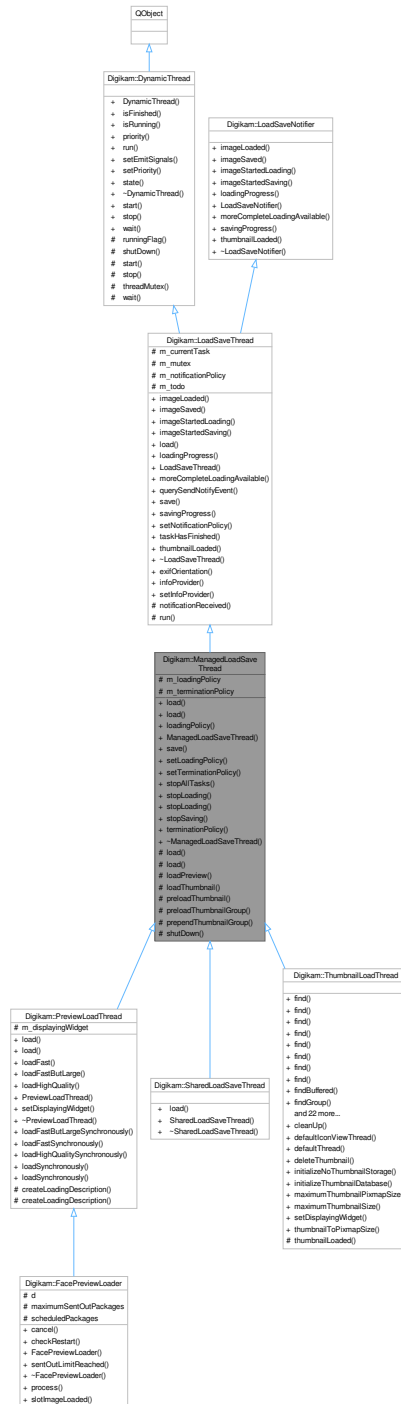 QObject
Digikam::DynamicThread
+ DynamicThread()
+ isFinished()
+ isRunning()
+ priority()
+ run()
+ setEmitSignals()
+ setPriority()
+ state()
+ ~DynamicThread()
+ start()
+ stop()
+ wait()
# runningFlag()
# shutDown()
# start()
# stop()
# threadMutex()
# wait()
Digikam::LoadSaveNotifier
+ imageLoaded()
+ imageSaved()
+ imageStartedLoading()
+ imageStartedSaving()
+ loadingProgress()
+ LoadSaveNotifier()
+ moreCompleteLoadingAvailable()
+ savingProgress()
+ thumbnailLoaded()
+ ~LoadSaveNotifier()
Digikam::LoadSaveThread
# m_currentTask
# m_mutex
# m_notificationPolicy
# m_todo
+ imageLoaded()
+ imageSaved()
+ imageStartedLoading()
+ imageStartedSaving()
+ load()
+ loadingProgress()
+ LoadSaveThread()
+ moreCompleteLoadingAvailable()
+ querySendNotifyEvent()
+ save()
+ savingProgress()
+ setNotificationPolicy()
+ taskHasFinished()
+ thumbnailLoaded()
+ ~LoadSaveThread()
+ exifOrientation()
+ infoProvider()
+ setInfoProvider()
# notificationReceived()
# run()
Digikam::ManagedLoadSave
Thread
# m_loadingPolicy
# m_terminationPolicy
+ load()
+ load()
+ loadingPolicy()
+ ManagedLoadSaveThread()
+ save()
+ setLoadingPolicy()
+ setTerminationPolicy()
+ stopAllTasks()
+ stopLoading()
+ stopLoading()
+ stopSaving()
+ terminationPolicy()
+ ~ManagedLoadSaveThread()
# load()
# load()
# loadPreview()
# loadThumbnail()
# preloadThumbnail()
# preloadThumbnailGroup()
# prependThumbnailGroup()
# shutDown()
Digikam::PreviewLoadThread
# m_displayingWidget
+ load()
+ load()
+ loadFast()
+ loadFastButLarge()
+ loadHighQuality()
+ PreviewLoadThread()
+ setDisplayingWidget()
+ ~PreviewLoadThread()
+ loadFastButLargeSynchronously()
+ loadFastSynchronously()
+ loadHighQualitySynchronously()
+ loadSynchronously()
+ loadSynchronously()
# createLoadingDescription()
# createLoadingDescription()
Digikam::SharedLoadSaveThread
+ load()
+ SharedLoadSaveThread()
+ ~SharedLoadSaveThread()
Digikam::ThumbnailLoadThread
+ find()
+ find()
+ find()
+ find()
+ find()
+ find()
+ find()
+ find()
+ findBuffered()
+ findGroup()
and 22 more...
+ cleanUp()
+ defaultIconViewThread()
+ defaultThread()
+ deleteThumbnail()
+ initializeNoThumbnailStorage()
+ initializeThumbnailDatabase()
+ maximumThumbnailPixmapSize()
+ maximumThumbnailSize()
+ setDisplayingWidget()
+ thumbnailToPixmapSize()
# thumbnailLoaded()
Digikam::FacePreviewLoader
# d
# maximumSentOutPackages
# scheduledPackages
+ cancel()
+ checkRestart()
+ FacePreviewLoader()
+ sentOutLimitReached()
+ ~FacePreviewLoader()
+ process()
+ slotImageLoaded()